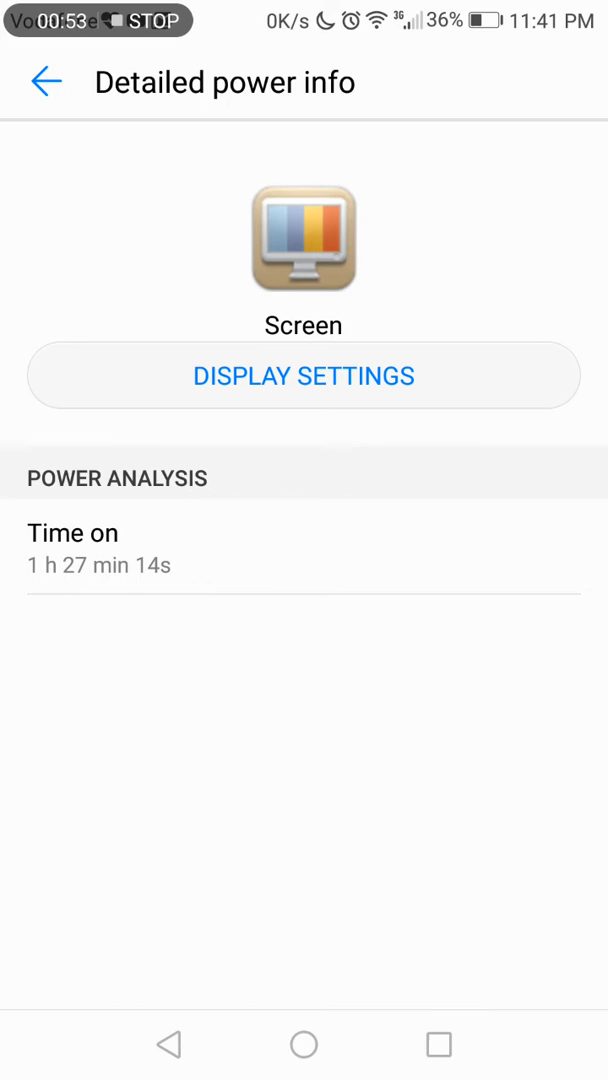 00:53 STOP 0K/s 3G 36% 11:41 PM
Detailed power info
Screen
DISPLAY SETTINGS
POWER ANALYSIS
Time on
1 h 27 min 14s